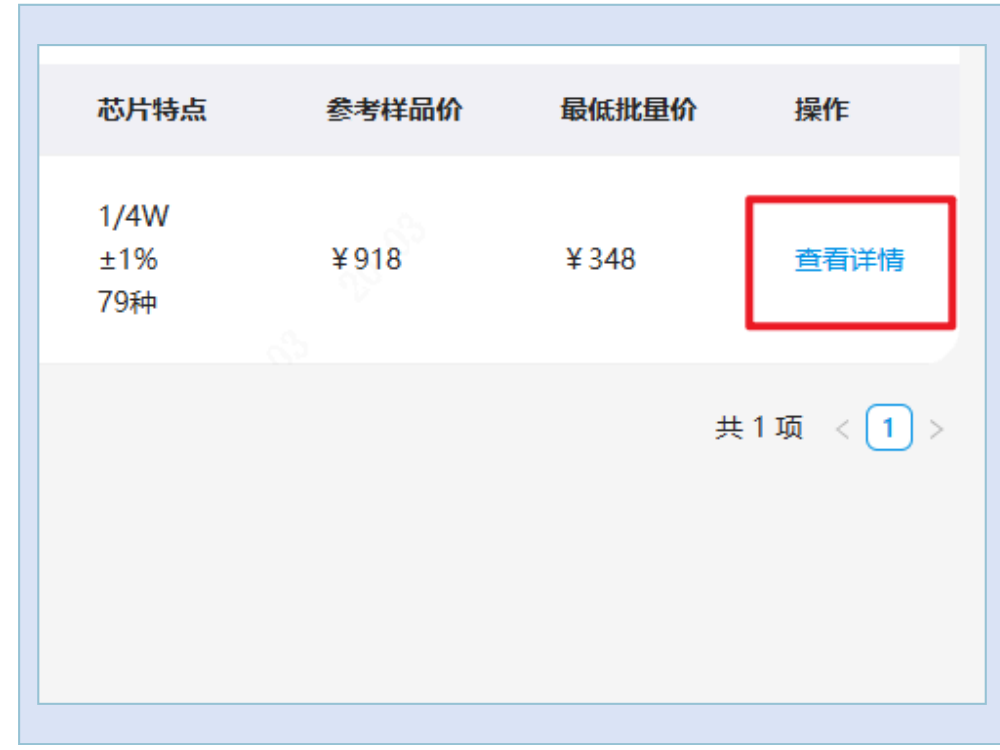 芯片特点 参考样品价 最低批量价 操作
1/4W
±1%
79种
¥918 ¥348 查看详情
共 1 项 < 1 >